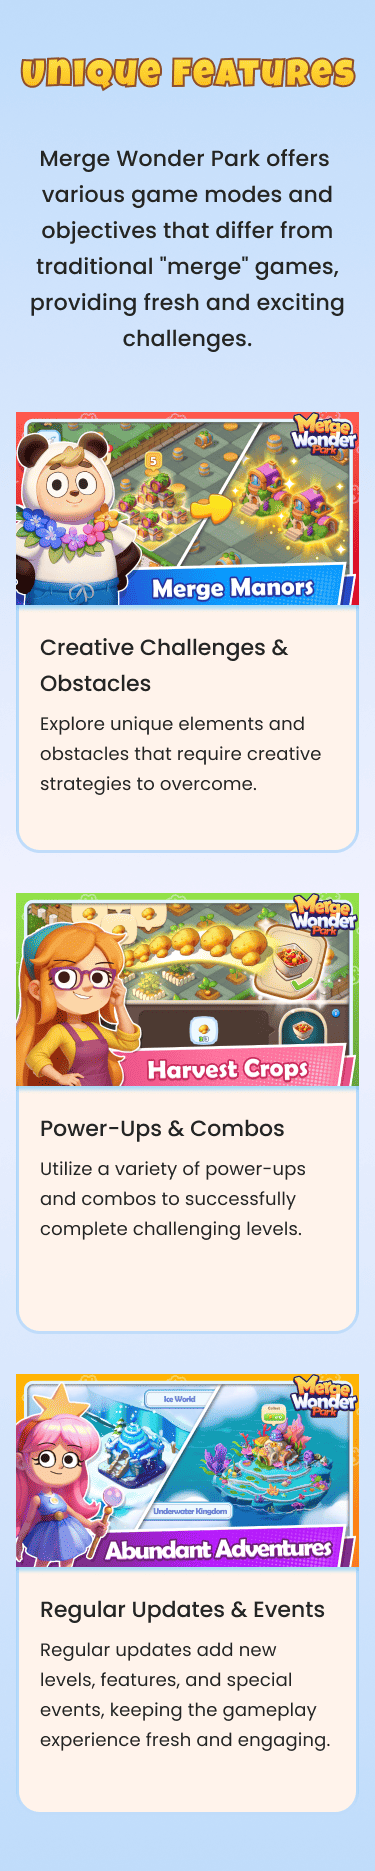 UNIQUE FEATURES
Merge Wonder Park offers
various game modes and
objectives that differ from
traditional "merge" games,
providing fresh and exciting
challenges.
Merge
Wonder
Park
5
Merge Manors
Creative Challenges &
Obstacles
Explore unique elements and
obstacles that require creative
strategies to overcome.
Merge
Wonder
Park
Harvest Crops
Power-Ups & Combos
Utilize a variety of power-ups
and combos to successfully
complete challenging levels.
Merge
Wonder
Park
Ice World
Underwater Kingdom
Abundant Adventures
Regular Updates & Events
Regular updates add new
levels, features, and special
events, keeping the gameplay
experience fresh and engaging.